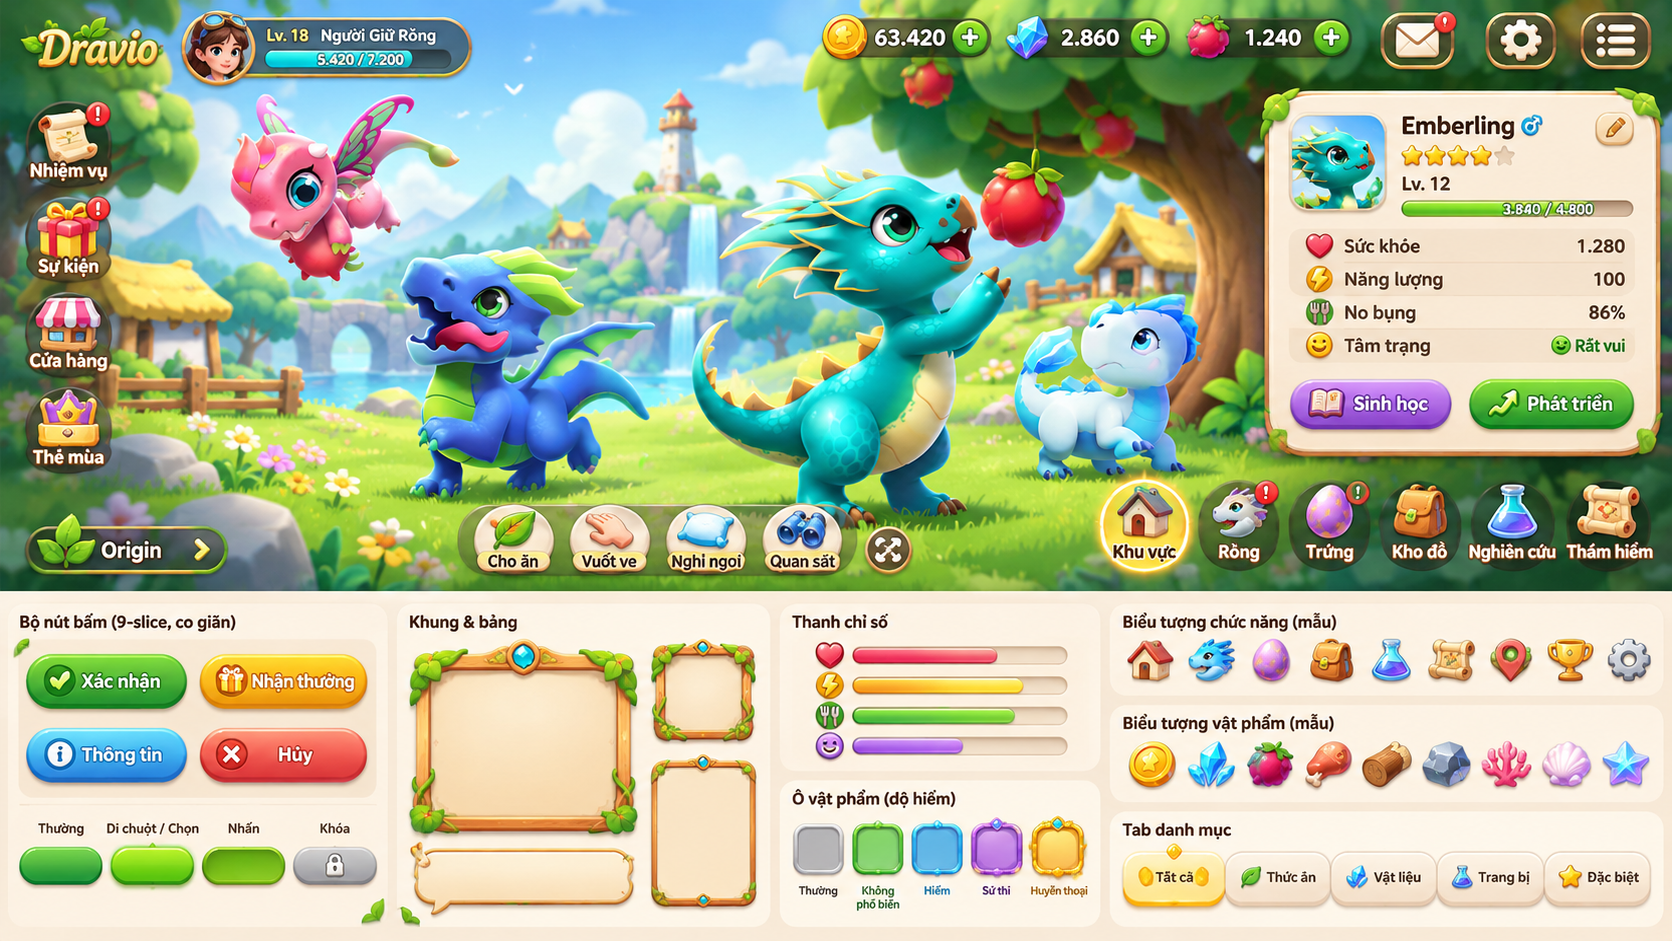 Dravio
Lv. 18 Người Giữ Rồng
5.420 / 7.200
63.420
2.860
1.240
Nhiệm vụ
Sự kiện
Cửa hàng
Thẻ mùa
Origin
Emberling
Lv. 12
3.840 / 4.800
Sức khỏe 1.280
Năng lượng 100
No bụng 86%
Tâm trạng Rất vui
Sinh học
Phát triển
Cho ăn
Vuốt ve
Nghỉ ngơi
Quan sát
Khu vực
Rồng
Trứng
Kho đồ
Nghiên cứu
Thám hiểm
Bộ nút bấm (9-slice, co giãn)
Xác nhận
Nhận thưởng
Thông tin
Hủy
Thường
Di chuột / Chọn
Nhấn
Khóa
Khung & bảng
Thanh chỉ số
Ô vật phẩm (độ hiếm)
Thường
Không
phổ biến
Hiếm
Sử thi
Huyền thoại
Biểu tượng chức năng (mẫu)
Biểu tượng vật phẩm (mẫu)
Tab danh mục
Tất cả
Thức ăn
Vật liệu
Trang bị
Đặc biệt